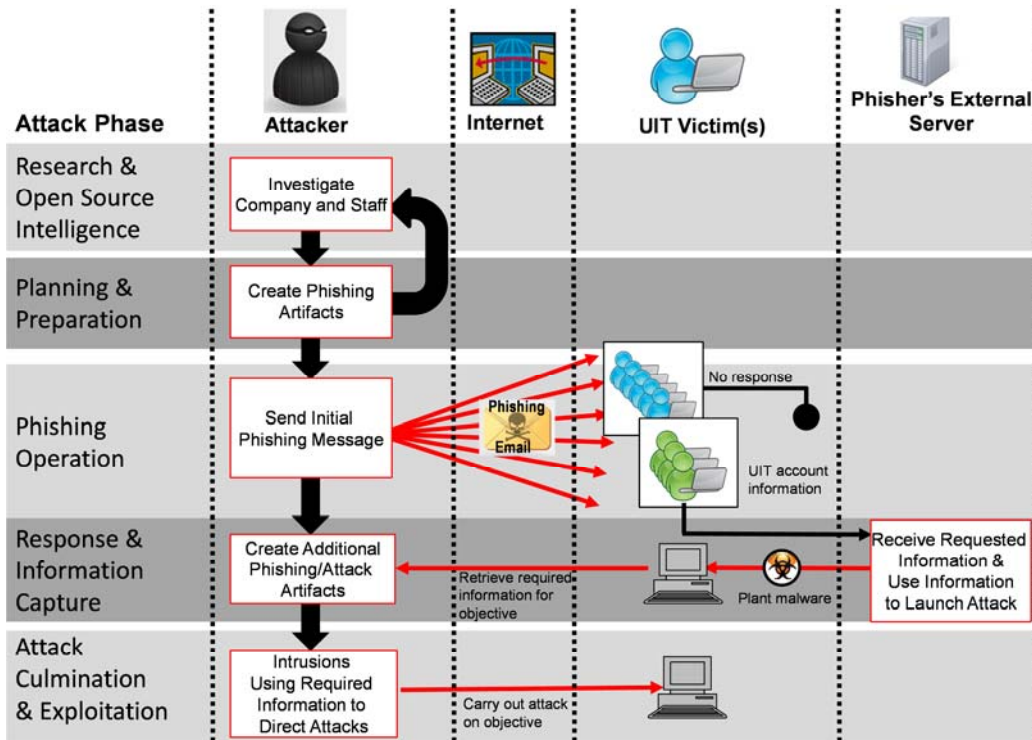 Attack Phase
Attacker
Internet
UIT Victim(s)
Phisher's External
Server
Research &
Open Source
Intelligence
Investigate
Company and Staff
Planning &
Preparation
Create Phishing
Artifacts
Phishing
Operation
Send Initial
Phishing Message
Phishing
Email
No response
UIT account
information
Response &
Information
Capture
Create Additional
Phishing/Attack
Artifacts
Retrieve required
information for
objective
Plant malware
Receive Requested
Information &
Use Information
to Launch Attack
Attack
Culmination
& Exploitation
Intrusions
Using Required
Information to
Direct Attacks
Carry out attack
on objective